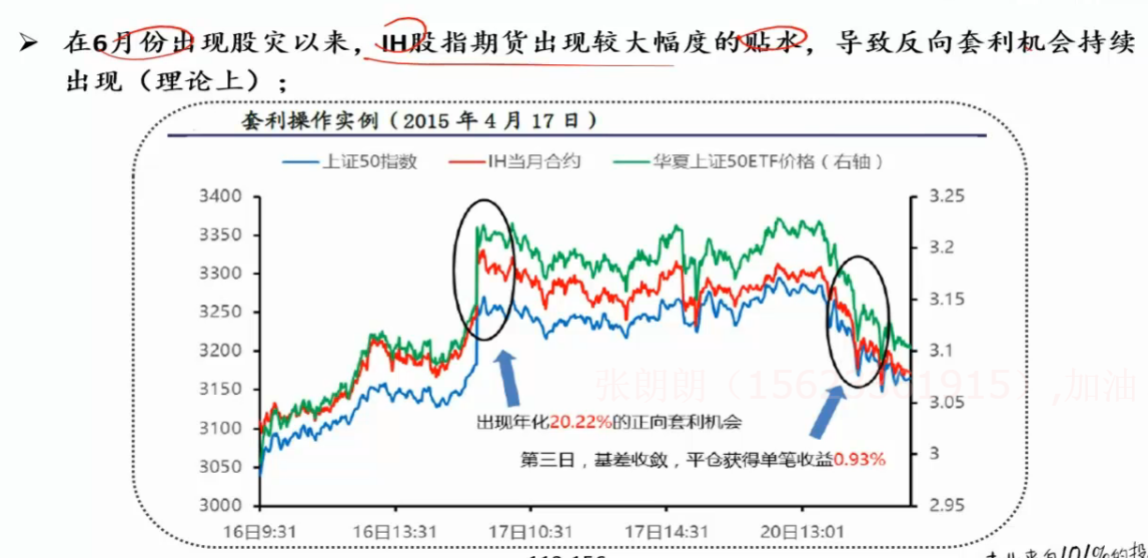 ➢ 在6月份出现股灾以来，IH股指期货出现较大幅度的贴水，导致反向套利机会持续
出现（理论上）；
套利操作实例（2015 年 4 月 17 日）
上证50指数 IH当月合约 华夏上证50ETF价格（右轴）
3400 3.25
3350
3.2
3300
3.15
3250
3200 3.1
3150
3.05
3100
3
3050
3000 2.95
张朗朗（156
1915）,加油
出现年化20.22%的正向套利机会
第三日，基差收敛，平仓获得单笔收益0.93%
16日9:31 16日13:31 17日10:31 17日14:31 20日13:01